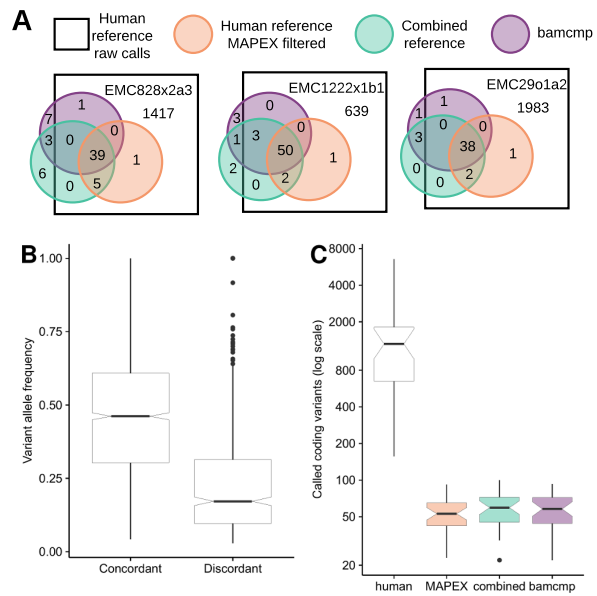 A
Human
reference
raw calls
Human reference
MAPEX filtered
Combined
reference
bamcmp
EMC828x2a3
1417
1
7
0
3
0
39
1
6
0
5
EMC1222x1b1
639
0
3
0
1
3
50
1
2
0
2
EMC29o1a2
1983
1
1
0
0
3
38
1
0
0
2
B
Variant allele frequency
1.00
0.75
0.50
0.25
0.00
Concordant
Discordant
C
Called coding variants (log scale)
8000
4000
2000
800
400
200
100
50
20
human
MAPEX
combined
bamcmp